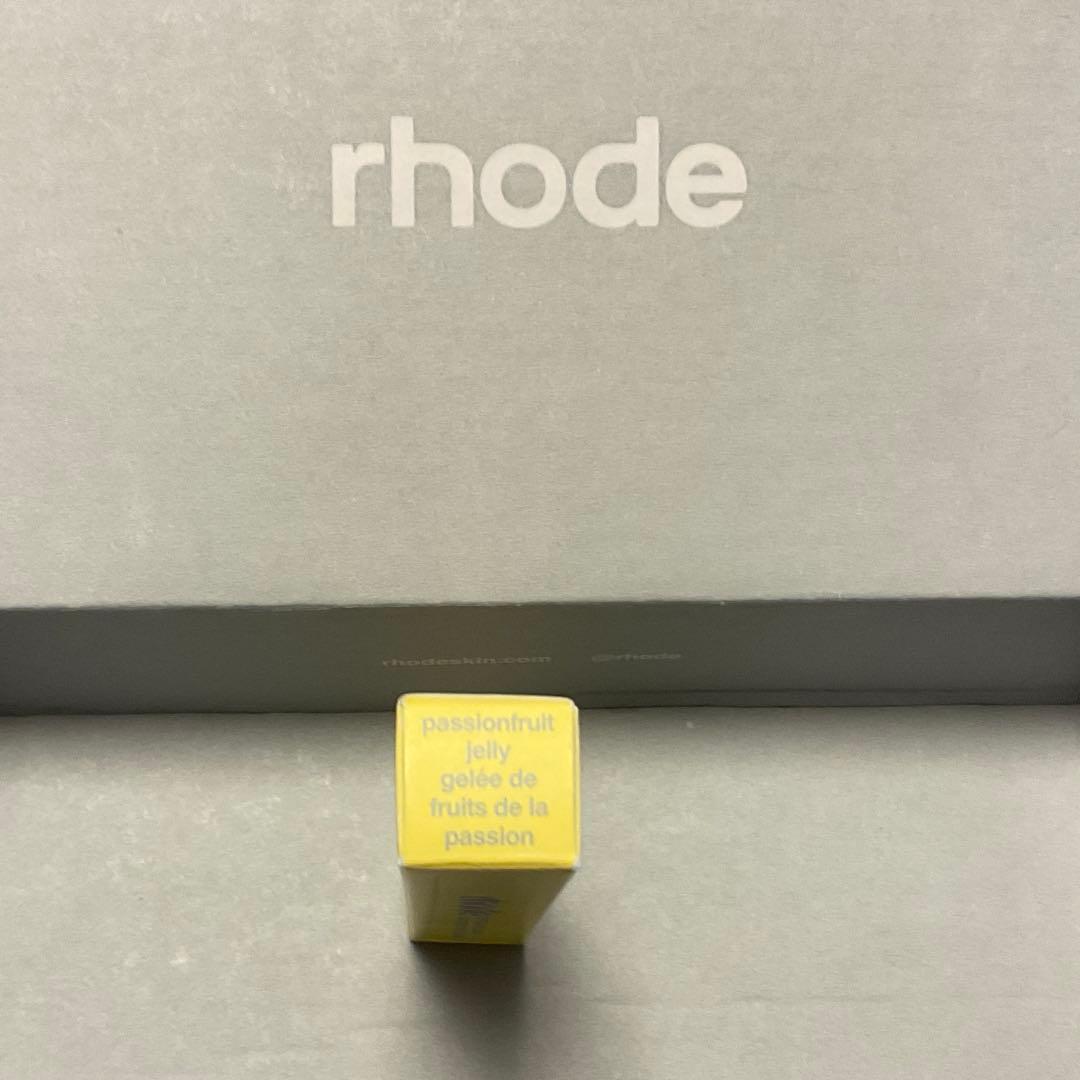 rhode
rhodeskin.com @rhode
passionfruit
jelly
gelée de
fruits de la
passion